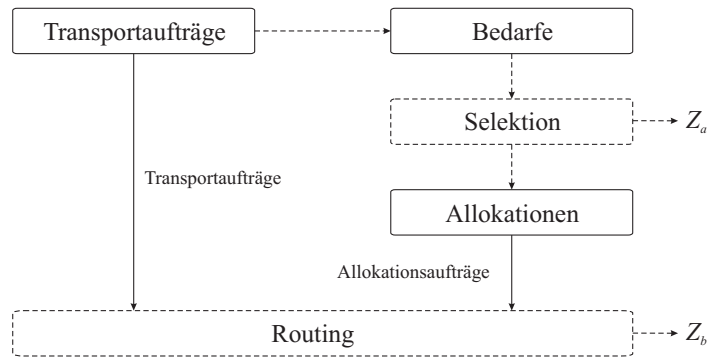 Transportaufträge
Bedarfe
Selektion
Z_a
Transportaufträge
Allokationen
Allokationsaufträge
Routing
Z_b